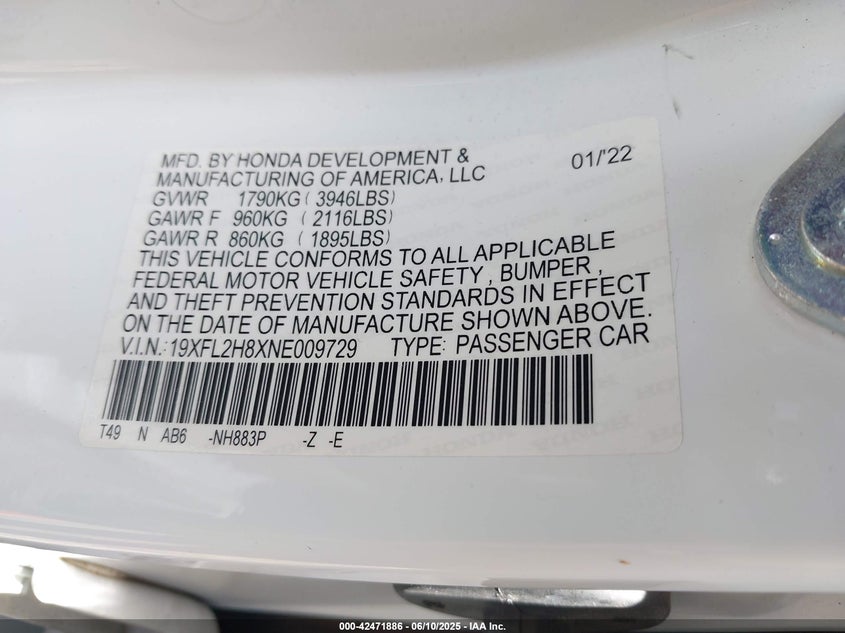 MFD. BY HONDA DEVELOPMENT & 01/'22
MANUFACTURING OF AMERICA, LLC
GVWR 1790KG ( 3946LBS)
GAWR F 960KG ( 2116LBS)
GAWR R 860KG ( 1895LBS)
THIS VEHICLE CONFORMS TO ALL APPLICABLE
FEDERAL MOTOR VEHICLE SAFETY , BUMPER ,
AND THEFT PREVENTION STANDARDS IN EFFECT
ON THE DATE OF MANUFACTURE SHOWN ABOVE.
V.I.N.: 19XFL2H8XNE009729 TYPE: PASSENGER CAR
T49 N AB6 -NH883P -Z -E
000-42471886 - 06/10/2025 - IAA Inc.